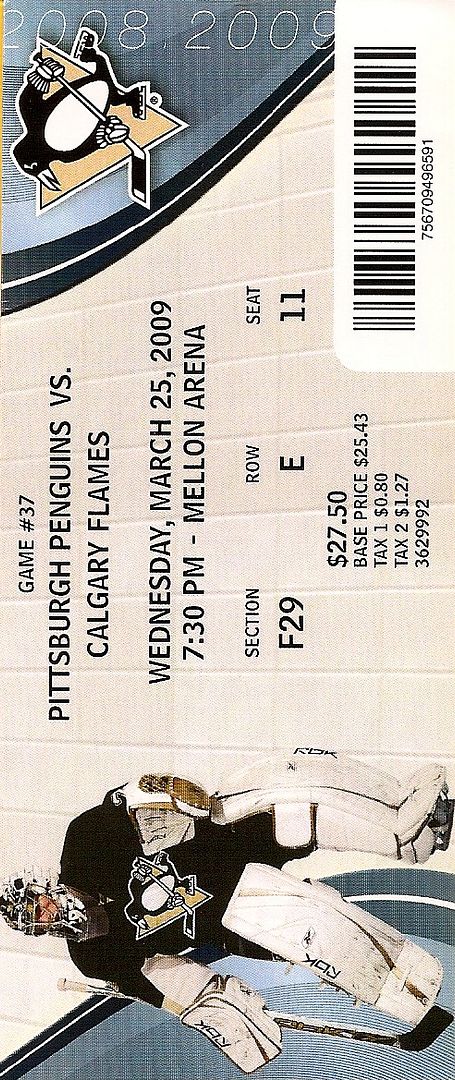 2008, 2009
GAME #37
PITTSBURGH PENGUINS VS.
CALGARY FLAMES
WEDNESDAY, MARCH 25, 2009
7:30 PM - MELLON ARENA
SECTION ROW SEAT
F29 E 11
$27.50
BASE PRICE $25.43
TAX 1 $0.80
TAX 2 $1.27
3629992
756709496591
RBK
RBK
RBK